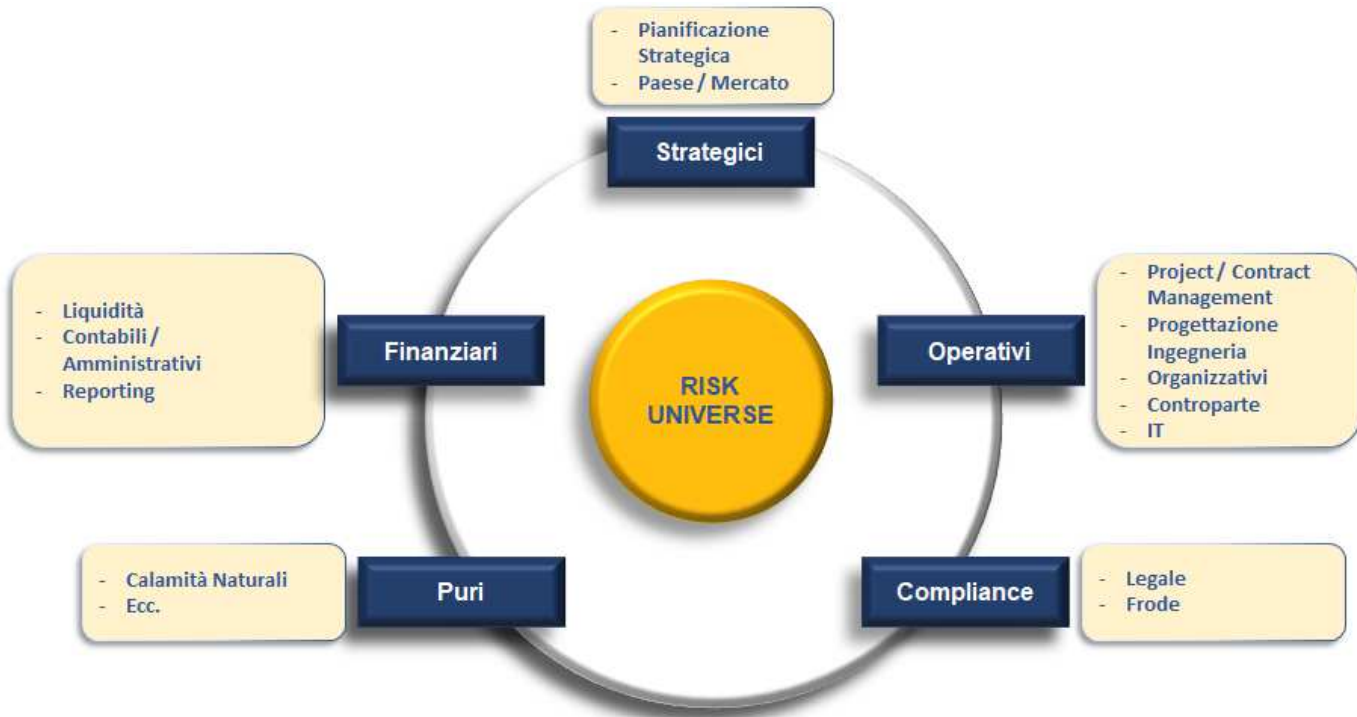 - Pianificazione
Strategica
- Paese / Mercato
Strategici
- Liquidità
- Contabili /
Amministrativi
- Reporting
Finanziari
RISK
UNIVERSE
Operativi
- Project / Contract
Management
- Progettazione
Ingegneria
- Organizzativi
- Controparte
- IT
- Calamità Naturali
- Ecc.
Puri
Compliance
- Legale
- Frode